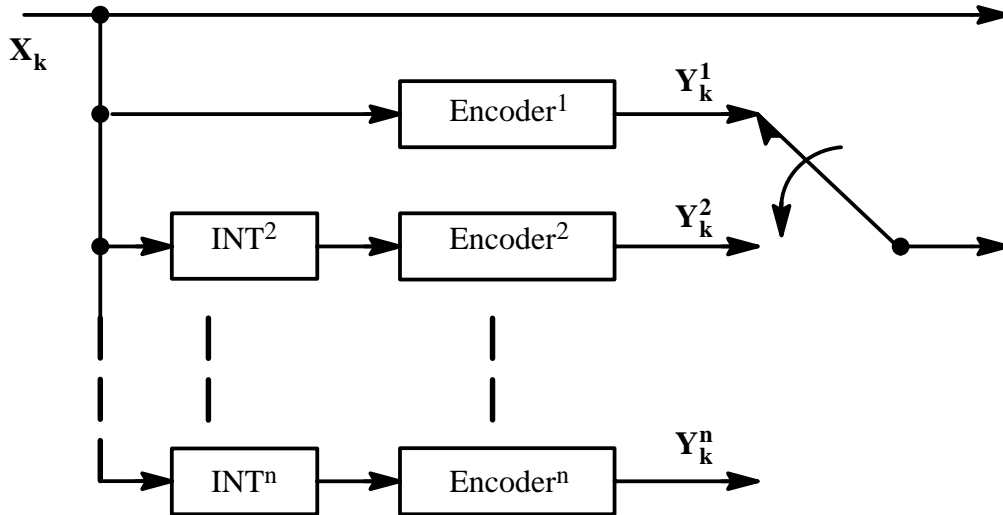 X_k
Encoder^1
Y_k^1
INT^2
Encoder^2
Y_k^2
INT^n
Encoder^n
Y_k^n